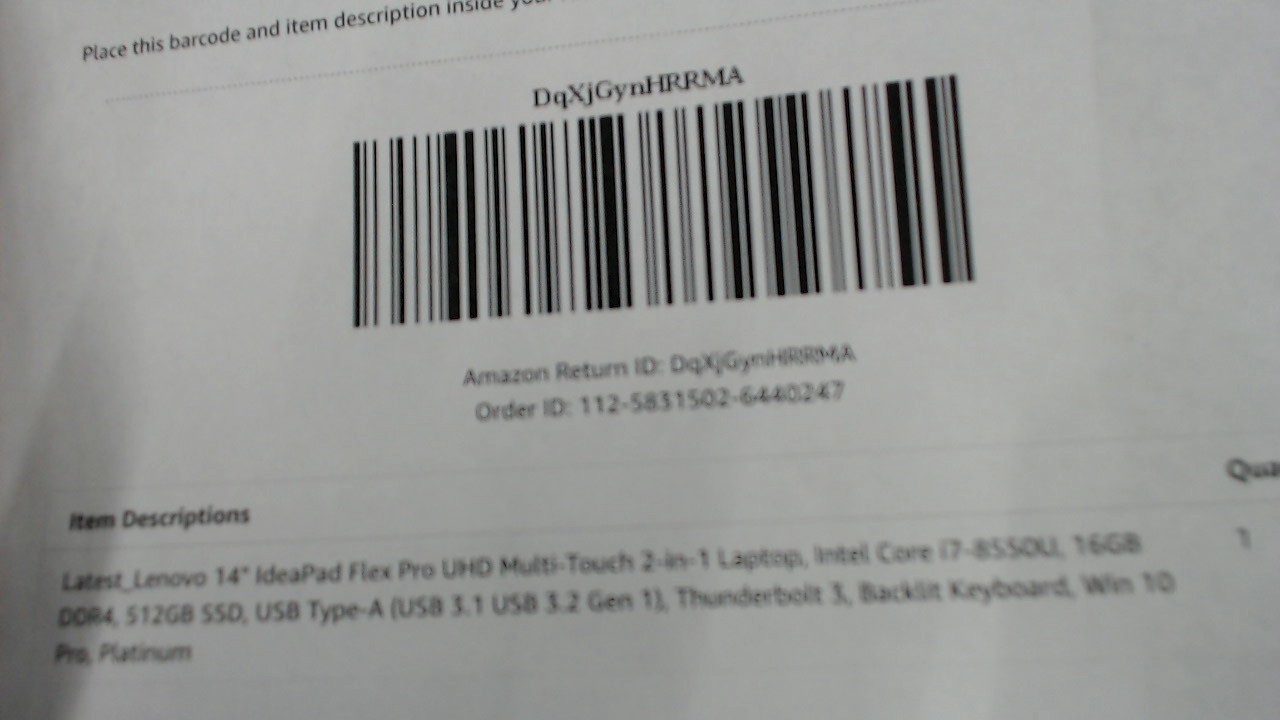 Place this barcode and item description inside
DqXjGynHRRMA
Amazon Return ID: DqXjGynHRRMA
Order ID: 112-5831502-6440247
Item Descriptions
Latest_Lenovo 14" IdeaPad Flex Pro UHD Multi-Touch 2-in-1 Laptop, Intel Core i7-8550U, 16GB
1
DDR4, 512GB SSD, USB Type-A (USB 3.1 USB 3.2 Gen 1), Thunderbolt 3, Backlit Keyboard, Win 10
Pro, Platinum